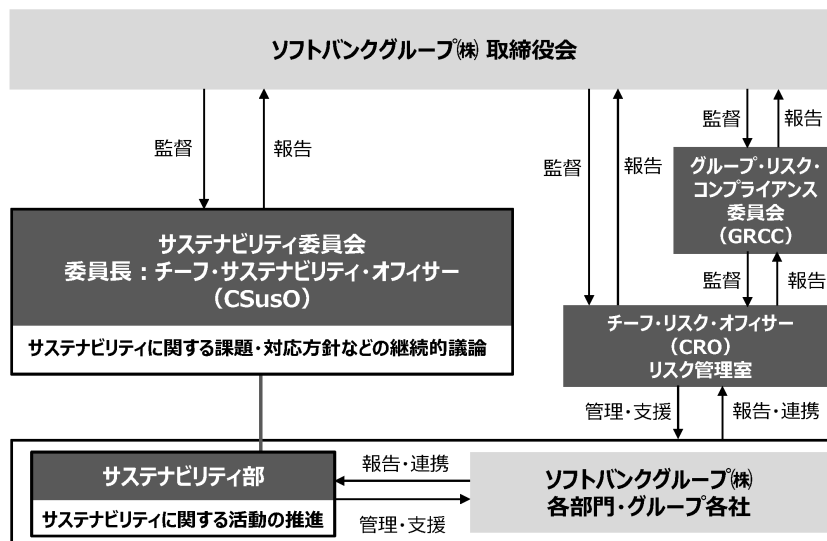 ソフトバンクグループ㈱ 取締役会
監督
報告
監督
報告
監督
報告
グループ・リスク・
コンプライアンス
委員会
（GRCC）
サステナビリティ委員会
委員長：チーフ・サステナビリティ・オフィサー
（CSusO）
サステナビリティに関する課題・対応方針などの継続的議論
監督
報告
チーフ・リスク・オフィサー
（CRO）
リスク管理室
管理・支援
報告・連携
サステナビリティ部
サステナビリティに関する活動の推進
報告・連携
管理・支援
ソフトバンクグループ㈱
各部門・グループ各社